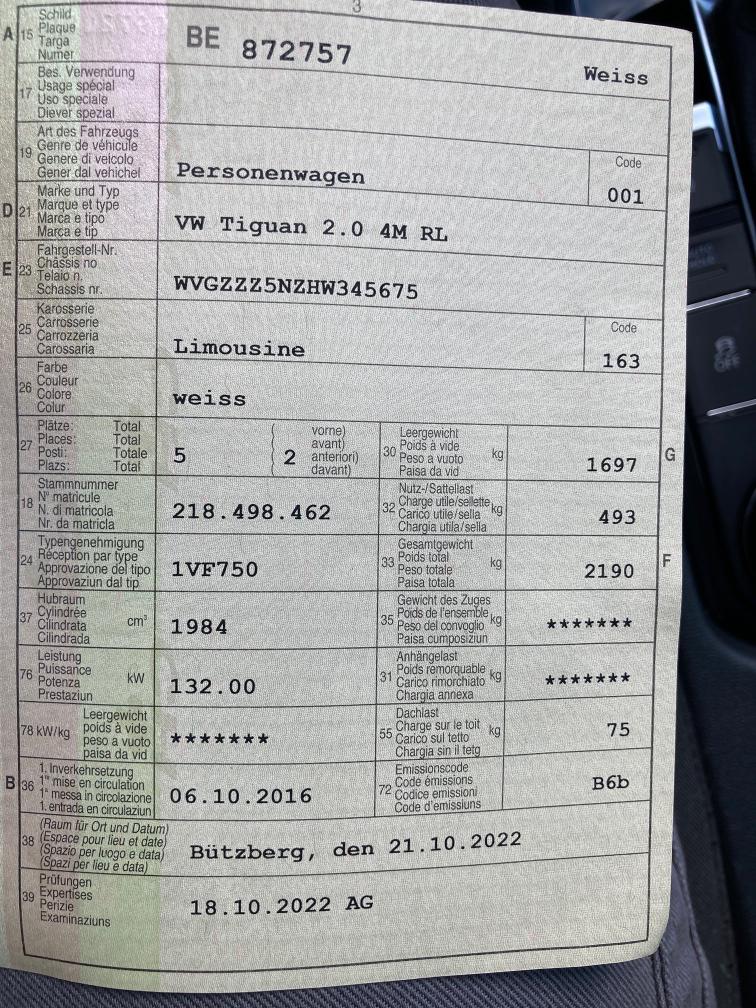 3
A 15 Schild
Plaque
Targa
Numer
BE 872757
Weiss
17 Bes. Verwendung
Usage spécial
Uso speciale
Diever spezial
19 Art des Fahrzeugs
Genre de véhicule
Genere di veicolo
Gener dal vehichel
Personenwagen
Code
001
D 21 Marke und Typ
Marque et type
Marca e tipo
Marca e tip
VW Tiguan 2.0 4M RL
E 23 Fahrgestell-Nr.
Châssis no
Telaio n.
Schassis nr.
WVGZZZ5NZHW345675
25 Karosserie
Carrosserie
Carrozzeria
Carossaria
Limousine
Code
163
26 Farbe
Couleur
Colore
Colur
weiss
27 Plätze: Total
Places: Total
Posti: Totale
Plazs: Total
5
( 2 vorne)
avant)
anteriori)
davant)
30 Leergewicht
Poids à vide
Peso a vuoto
Paisa da vid
kg
1697
G
18 Stammnummer
N° matricule
N. di matricola
Nr. da matricla
218.498.462
32 Nutz-/Sattellast
Charge utile/sellette
Carico utile/sella
Chargia utila/sella
kg
493
24 Typengenehmigung
Réception par type
Approvazione del tipo
Approvaziun dal tip
1VF750
33 Gesamtgewicht
Poids total
Peso totale
Paisa totala
kg
2190
F
37 Hubraum
Cylindrée
Cilindrata
Cilindrada
cm³
1984
35 Gewicht des Zuges
Poids de l'ensemble
Peso del convoglio
Paisa cumposiziun
kg
*******
76 Leistung
Puissance
Potenza
Prestaziun
kW
132.00
31 Anhängelast
Poids remorquable
Carico rimorchiato
Chargia annexa
kg
*******
78 kW/kg Leergewicht
poids à vide
peso a vuoto
paisa da vid
*******
55 Dachlast
Charge sur le toit
Carico sul tetto
Chargia sin il tetg
kg
75
B 36 1. Inverkehrsetzung
1re mise en circulation
1a messa in circolazione
1. entrada en circulaziun
06.10.2016
72 Emissionscode
Code émissions
Codice emissioni
Code d'emissiuns
B6b
38 (Raum für Ort und Datum)
(Espace pour lieu et date)
(Spazio per luogo e data)
(Spazi per lieu e data)
Bützberg, den 21.10.2022
39 Prüfungen
Expertises
Perizie
Examinaziuns
18.10.2022 AG
OFF